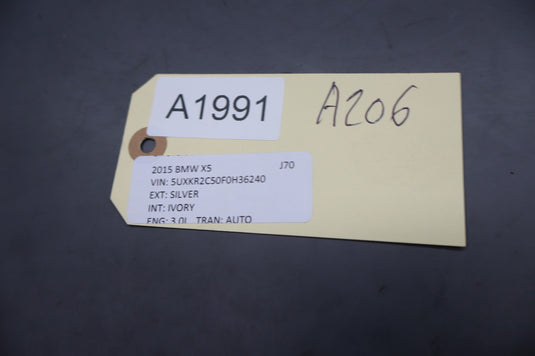 A1991
A206
2015 BMW X5 J70
VIN: 5UXKR2C50F0H36240
EXT: SILVER
INT: IVORY
ENG: 3.0L TRAN: AUTO